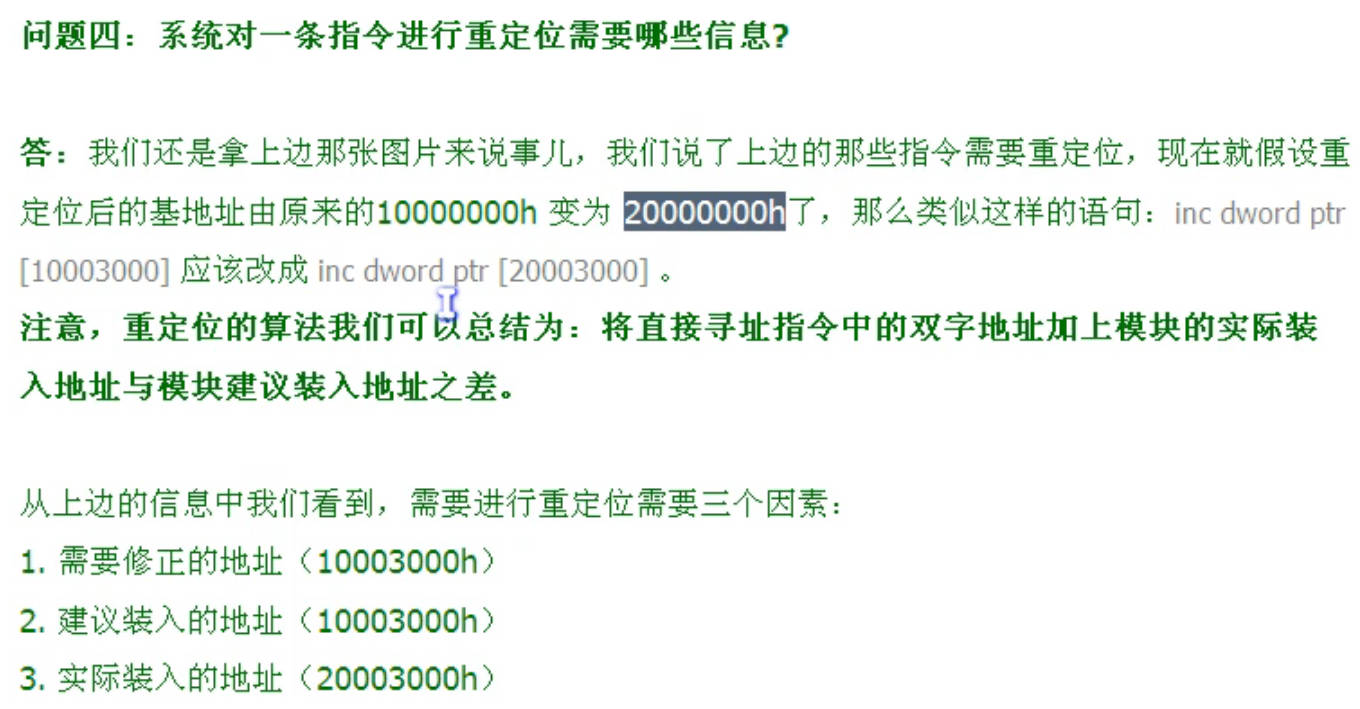 问题四：系统对一条指令进行重定位需要哪些信息?
答：我们还是拿上边那张图片来说事儿，我们说了上边的那些指令需要重定位，现在就假设重
定位后的基地址由原来的10000000h 变为 20000000h了，那么类似这样的语句：inc dword ptr
[10003000] 应该改成 inc dword ptr [20003000] 。
注意，重定位的算法我们可以总结为：将直接寻址指令中的双字地址加上模块的实际装
入地址与模块建议装入地址之差。
从上边的信息中我们看到，需要进行重定位需要三个因素：
1. 需要修正的地址（10003000h）
2. 建议装入的地址（10003000h）
3. 实际装入的地址（20003000h）